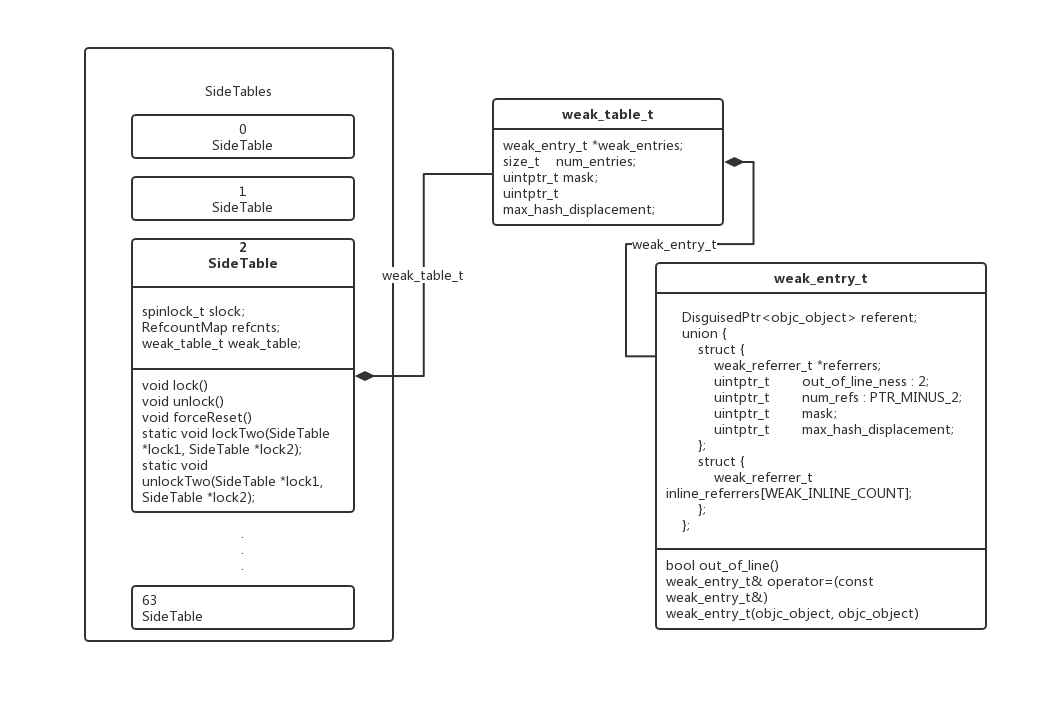 SideTables
0
SideTable
1
SideTable
2
SideTable
spinlock_t slock;
RefcountMap refcnts;
weak_table_t weak_table;
void lock()
void unlock()
void forceReset()
static void lockTwo(SideTable
*lock1, SideTable *lock2);
static void
unlockTwo(SideTable *lock1,
SideTable *lock2);
.
.
.
63
SideTable
weak_table_t
weak_table_t
weak_entry_t *weak_entries;
size_t    num_entries;
uintptr_t mask;
uintptr_t
max_hash_displacement;
weak_entry_t
weak_entry_t
DisguisedPtr<objc_object> referent;
union {
struct {
weak_referrer_t *referrers;
uintptr_t        out_of_line_ness : 2;
uintptr_t        num_refs : PTR_MINUS_2;
uintptr_t        mask;
uintptr_t        max_hash_displacement;
};
struct {
weak_referrer_t
inline_referrers[WEAK_INLINE_COUNT];
};
};
bool out_of_line()
weak_entry_t& operator=(const
weak_entry_t&)
weak_entry_t(objc_object, objc_object)